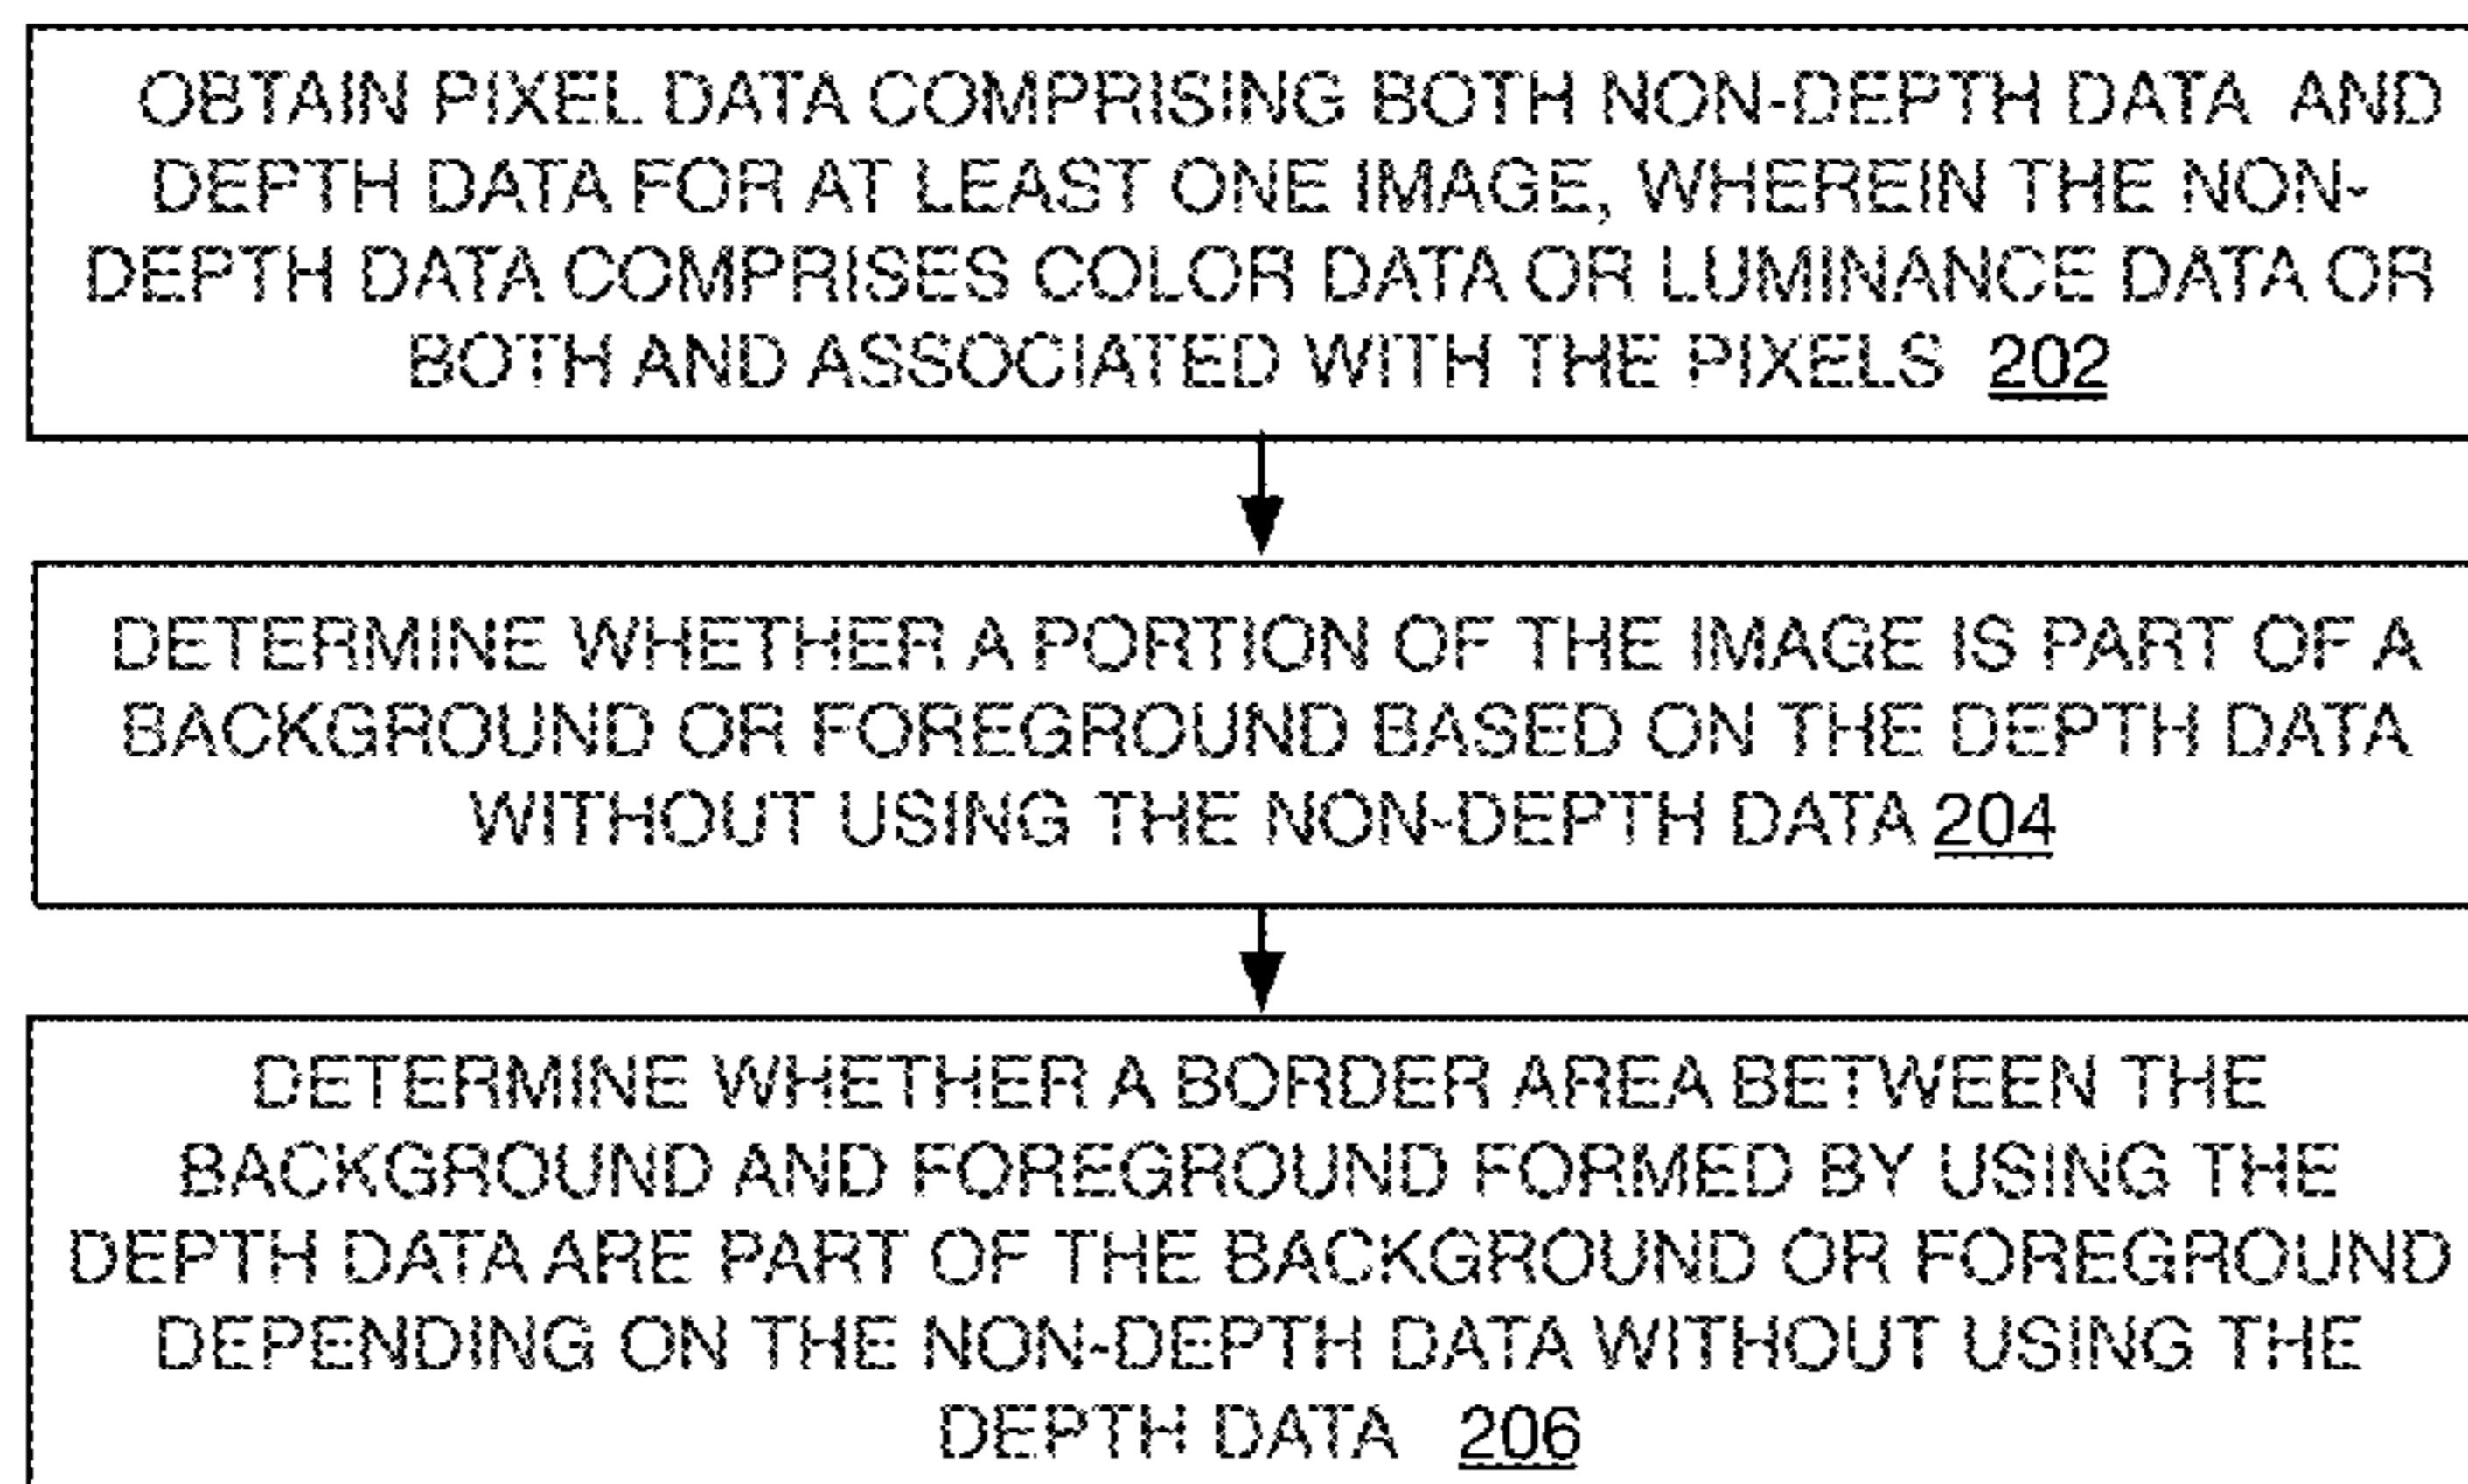 OBTAIN PIXEL DATA COMPRISING BOTH NON-DEPTH DATA AND
DEPTH DATA FOR AT LEAST ONE IMAGE, WHEREIN THE NON-
DEPTH DATA COMPRISES COLOR DATA OR LUMINANCE DATA OR
BOTH AND ASSOCIATED WITH THE PIXELS 202
DETERMINE WHETHER A PORTION OF THE IMAGE IS PART OF A
BACKGROUND OR FOREGROUND BASED ON THE DEPTH DATA
WITHOUT USING THE NON-DEPTH DATA 204
DETERMINE WHETHER A BORDER AREA BETWEEN THE
BACKGROUND AND FOREGROUND FORMED BY USING THE
DEPTH DATA ARE PART OF THE BACKGROUND OR FOREGROUND
DEPENDING ON THE NON-DEPTH DATA WITHOUT USING THE
DEPTH DATA 206